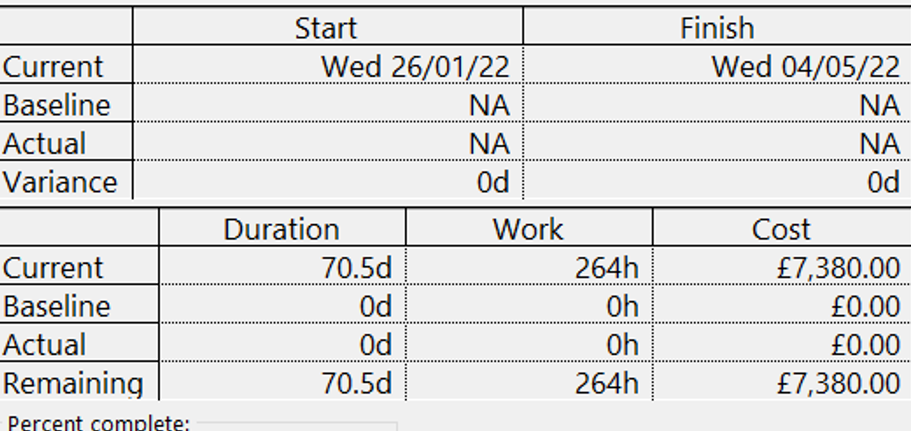 Start Finish
Current Wed 26/01/22 Wed 04/05/22
Baseline NA NA
Actual NA NA
Variance 0d 0d
Duration Work Cost
Current 70.5d 264h £7,380.00
Baseline 0d 0h £0.00
Actual 0d 0h £0.00
Remaining 70.5d 264h £7,380.00
Percent complete: